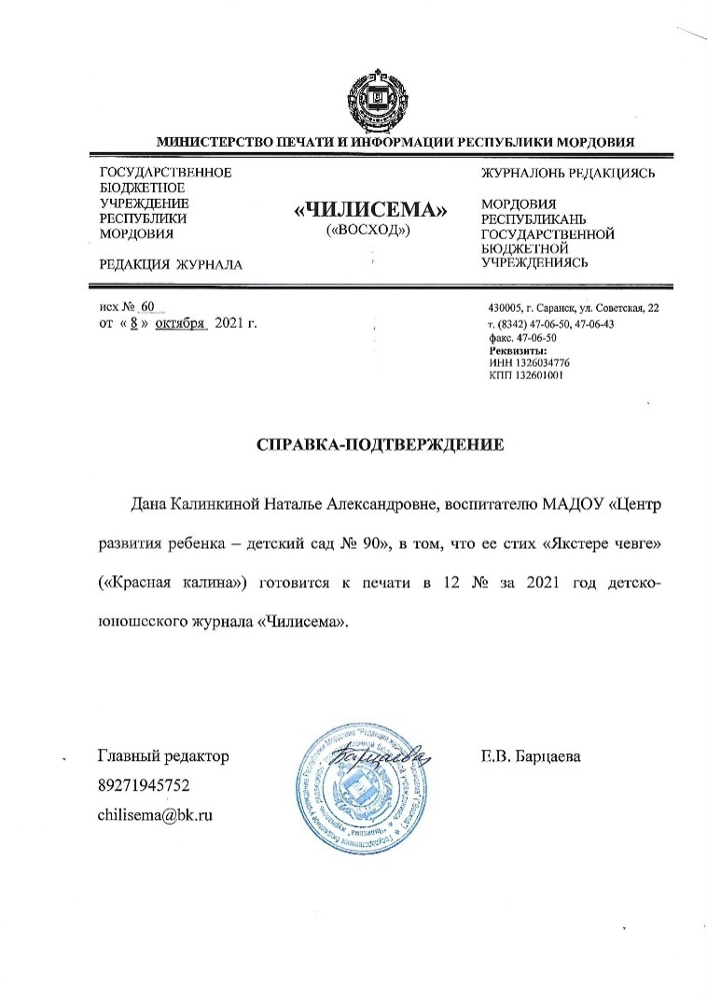 МИНИСТЕРСТВО ПЕЧАТИ И ИНФОРМАЦИИ РЕСПУБЛИКИ МОРДОВИЯ
ГОСУДАРСТВЕННОЕ
БЮДЖЕТНОЕ
УЧРЕЖДЕНИЕ
РЕСПУБЛИКИ
МОРДОВИЯ
РЕДАКЦИЯ ЖУРНАЛА
«ЧИЛИСЕМА»
(«ВОСХОД»)
ЖУРНАЛОНЬ РЕДАКЦИЯСЬ
МОРДОВИЯ
РЕСПУБЛИКАНЬ
ГОСУДАРСТВЕННОЙ
БЮДЖЕТНОЙ
УЧРЕЖДЕНИЯСЬ
исх № 60
от « 8 » октября 2021 г.
430005, г. Саранск, ул. Советская, 22
т. (8342) 47-06-50, 47-06-43
факс. 47-06-50
Реквизиты:
ИНН 1326034776
КПП 132601001
СПРАВКА-ПОДТВЕРЖДЕНИЕ
Дана Калинкиной Наталье Александровне, воспитателю МАДОУ «Центр
развития ребенка – детский сад № 90», в том, что ее стих «Якстере чевге»
(«Красная калина») готовится к печати в 12 № за 2021 год детско-
юношеского журнала «Чилисема».
Главный редактор
Е.В. Барцаева
89271945752
chilisema@bk.ru
Барцаева